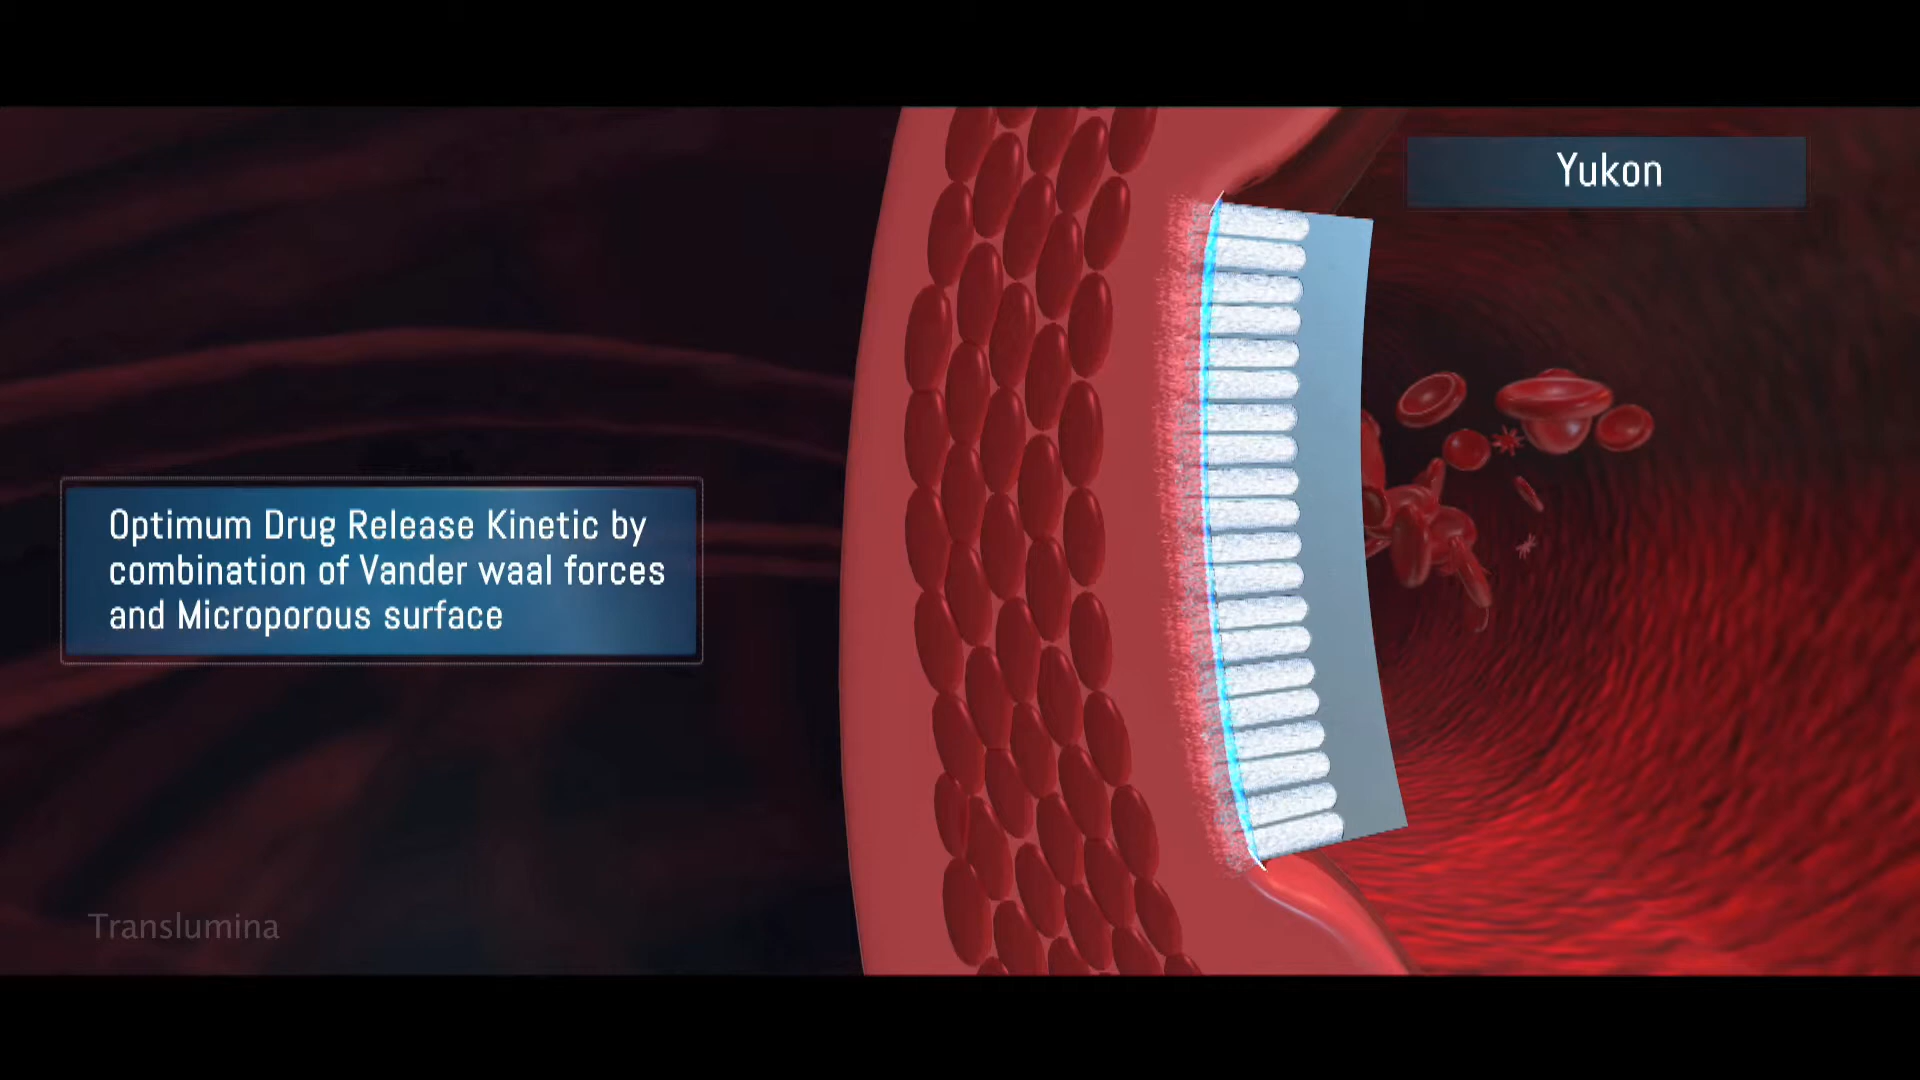 Yukon
Optimum Drug Release Kinetic by
combination of Vander waal forces
and Microporous surface
Translumina